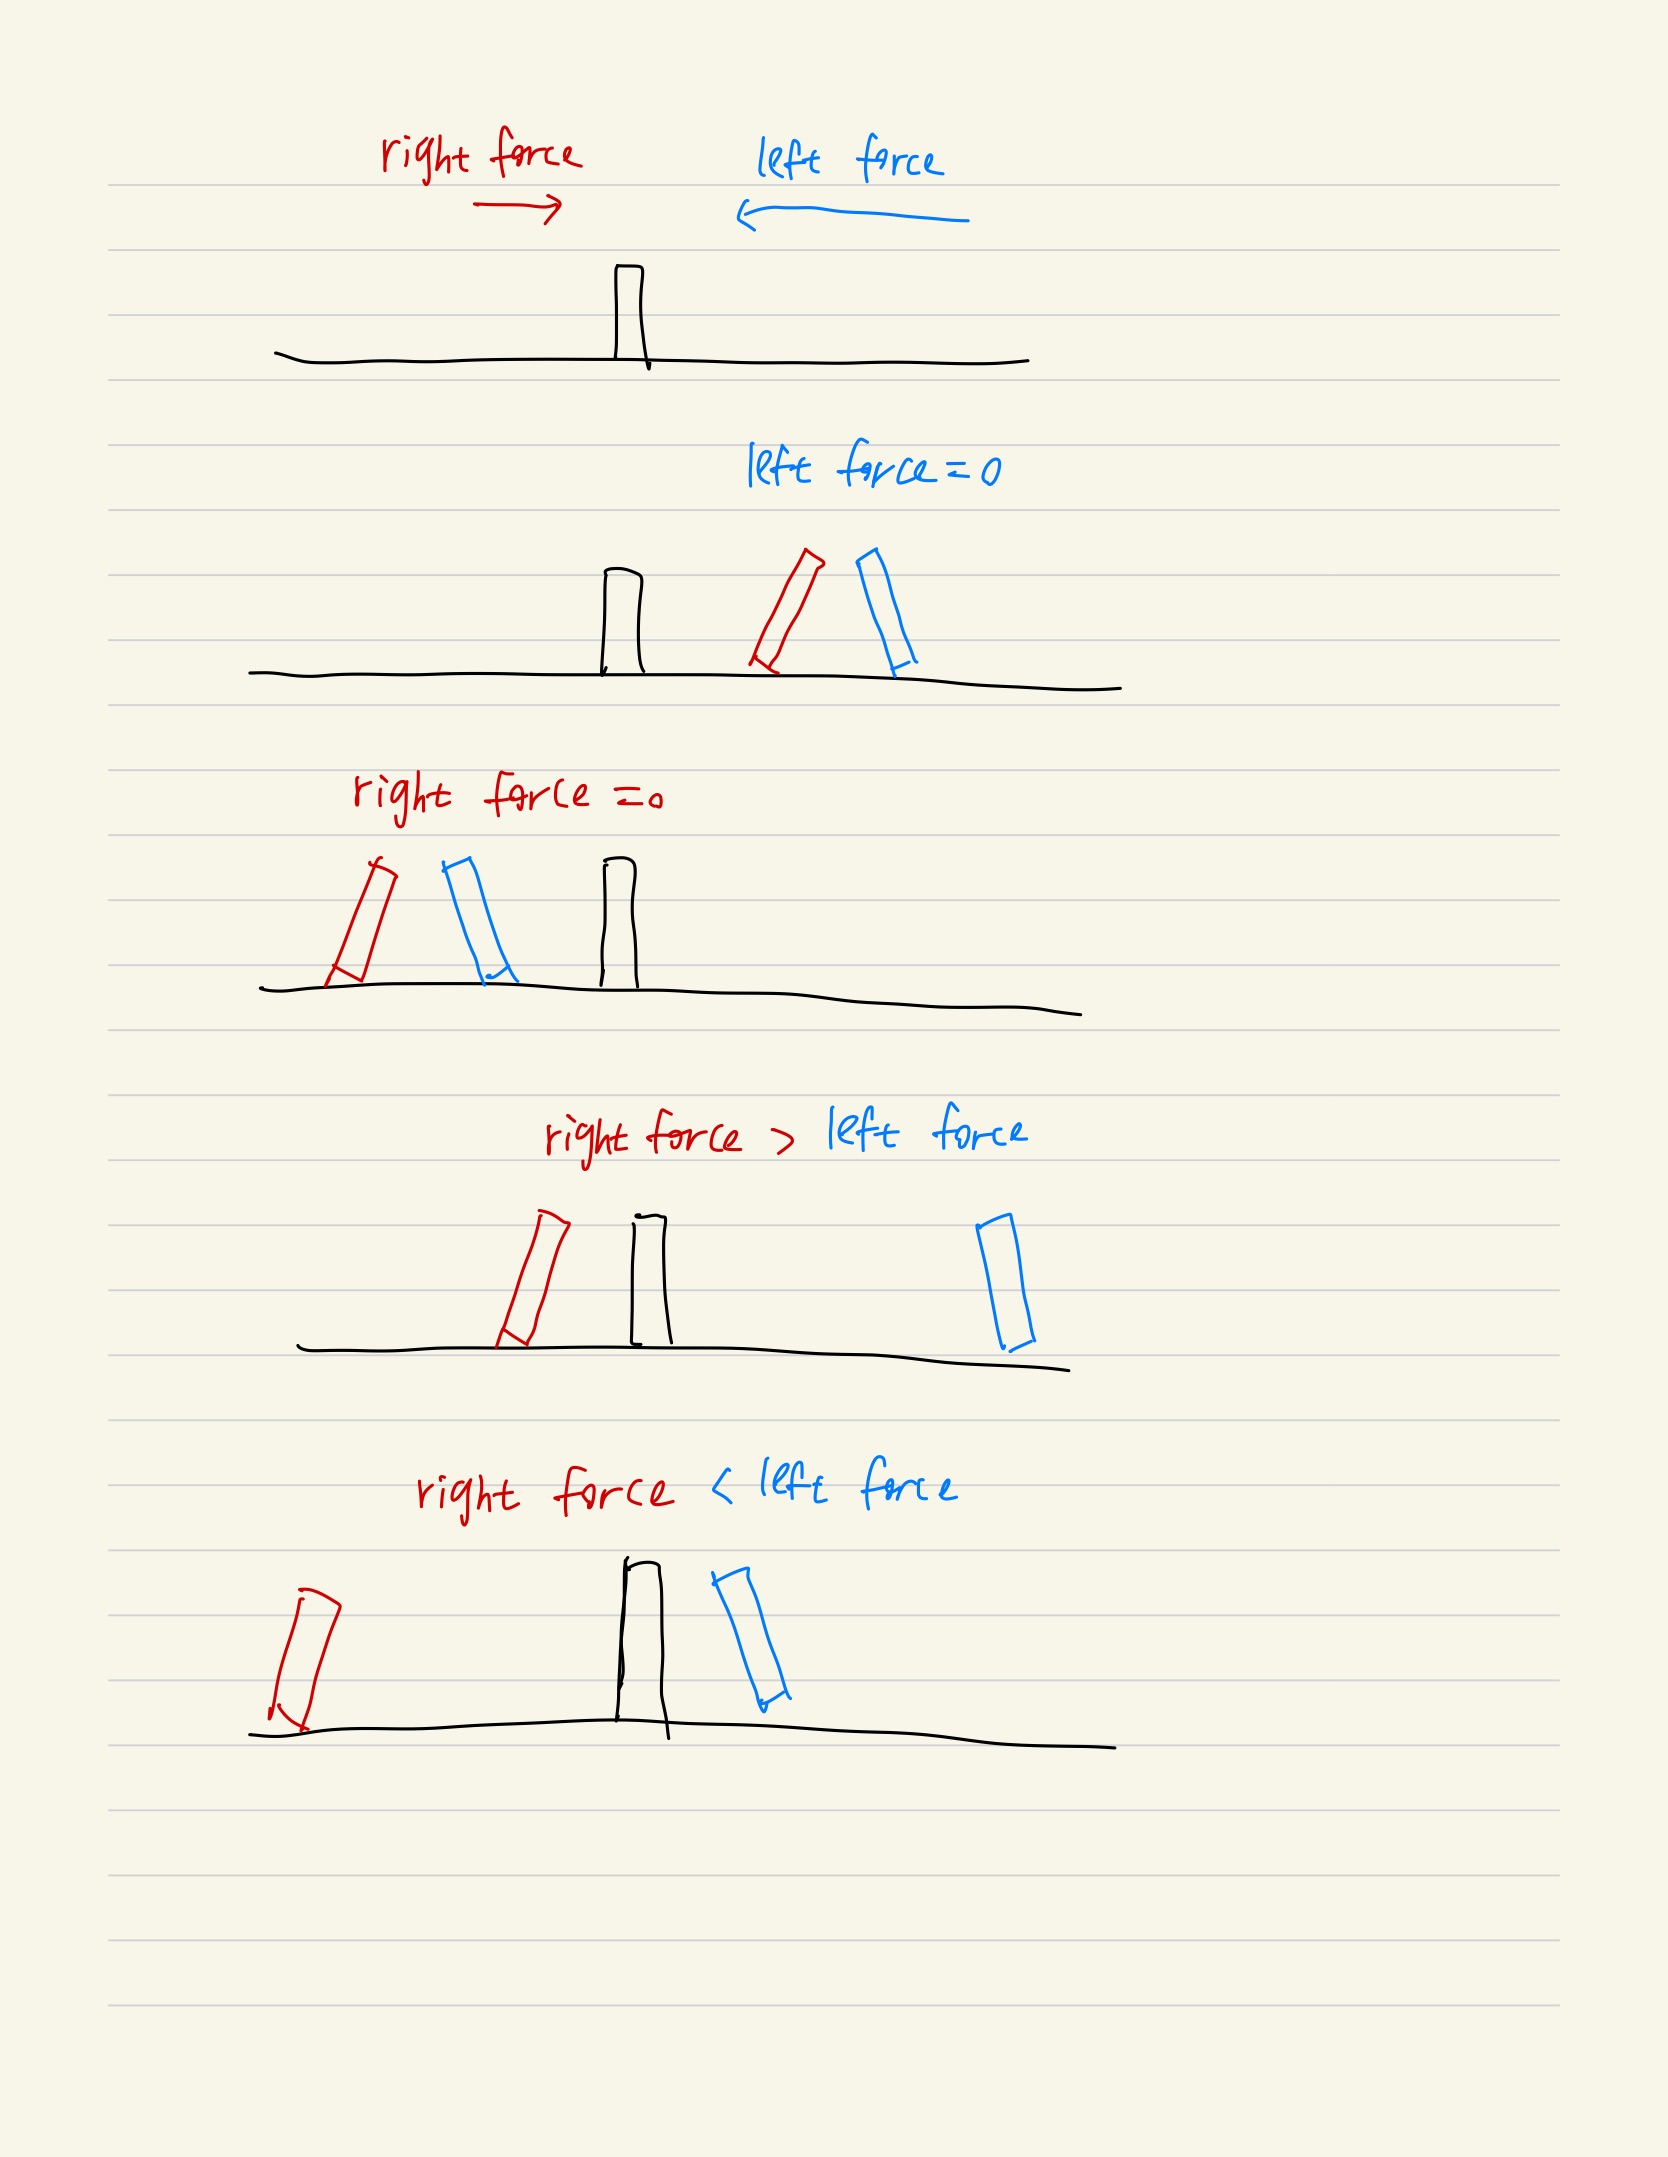 right force left force
left force = 0
right force = 0
right force > left force
right force < left force